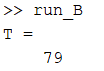 >> run_B
T =
79